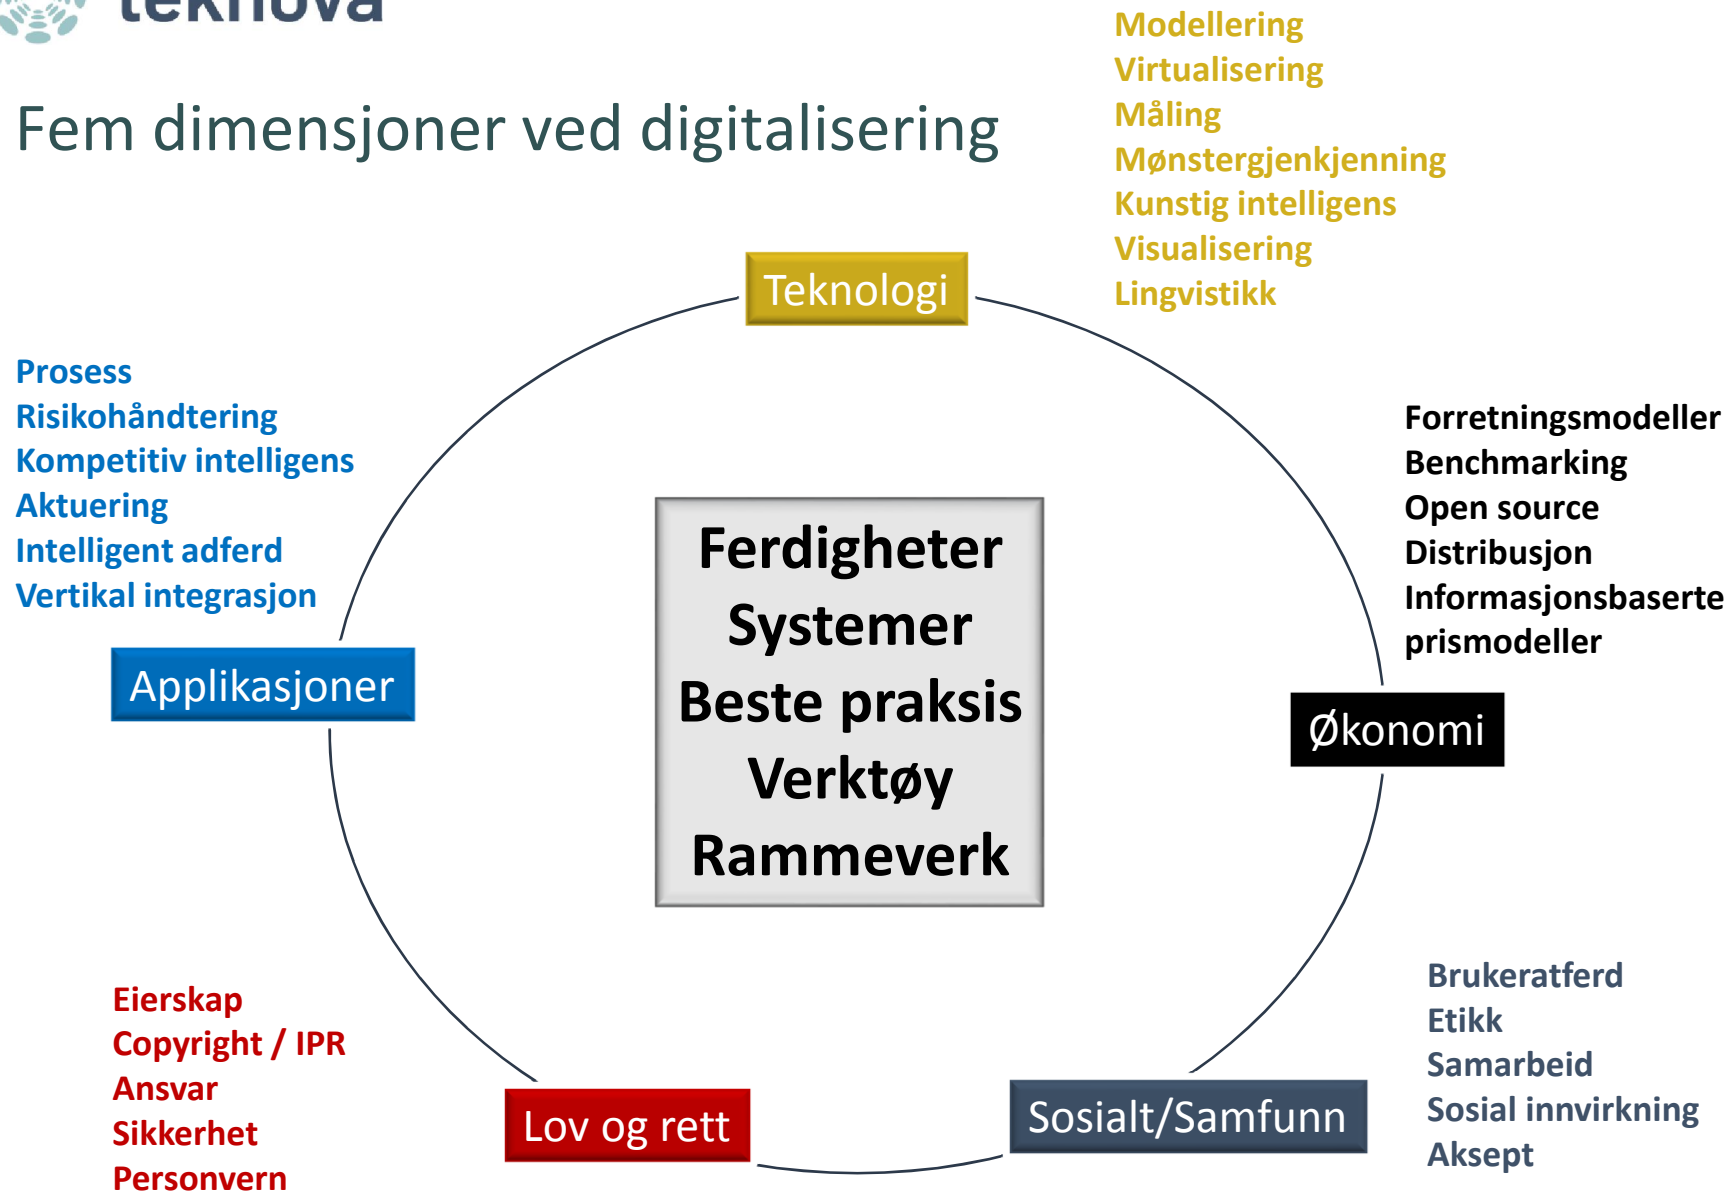 teknova
Fem dimensjoner ved digitalisering
Modellering
Virtualisering
Måling
Mønstergjenkjenning
Kunstig intelligens
Visualisering
Lingvistikk
Teknologi
Prosess
Risikohåndtering
Kompetitiv intelligens
Aktuering
Intelligent adferd
Vertikal integrasjon
Applikasjoner
Ferdigheter
Systemer
Beste praksis
Verktøy
Rammeverk
Forretningsmodeller
Benchmarking
Open source
Distribusjon
Informasjonsbaserte
prismodeller
Økonomi
Eierskap
Copyright / IPR
Ansvar
Sikkerhet
Personvern
Lov og rett
Sosialt/Samfunn
Brukeratferd
Etikk
Samarbeid
Sosial innvirkning
Aksept